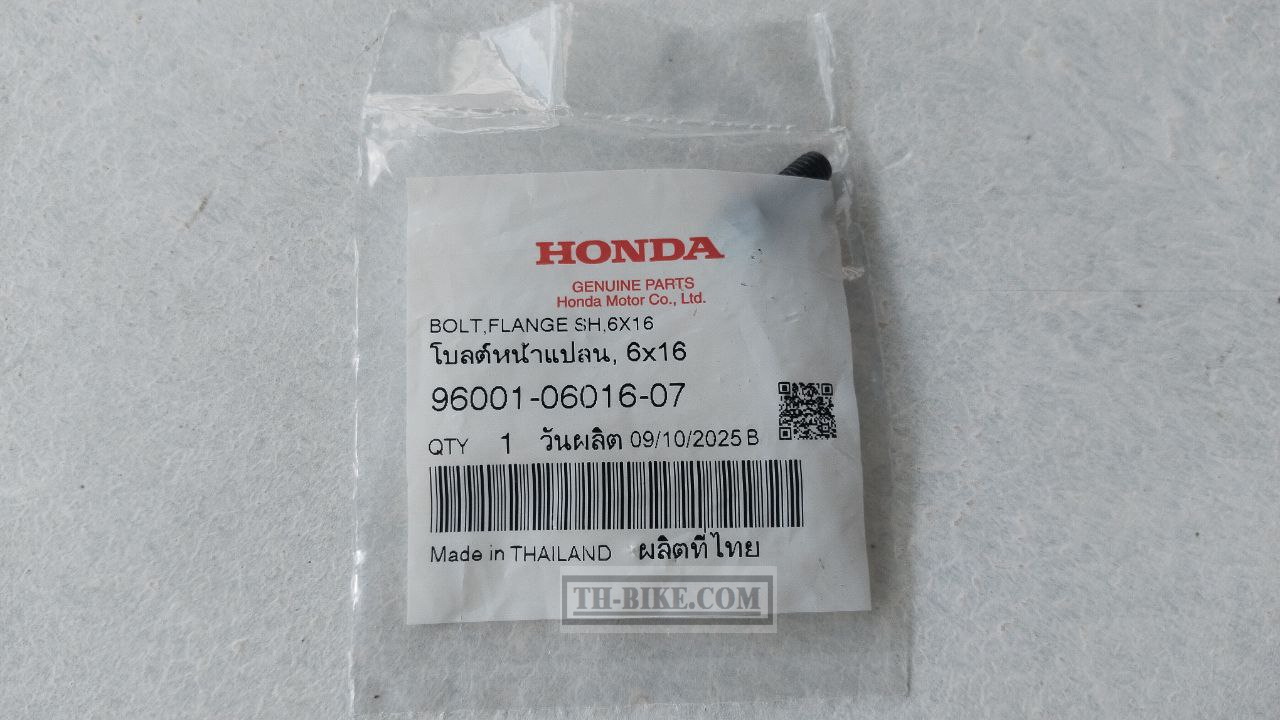 HONDA
GENUINE PARTS
Honda Motor Co., Ltd.
BOLT,FLANGE SH,6X16
โบลต์หน้าแปลน, 6x16
96001-06016-07
QTY 1 วันผลิต 09/10/2025 B
Made in THAILAND ผลิตที่ไทย
TH-BIKE.COM